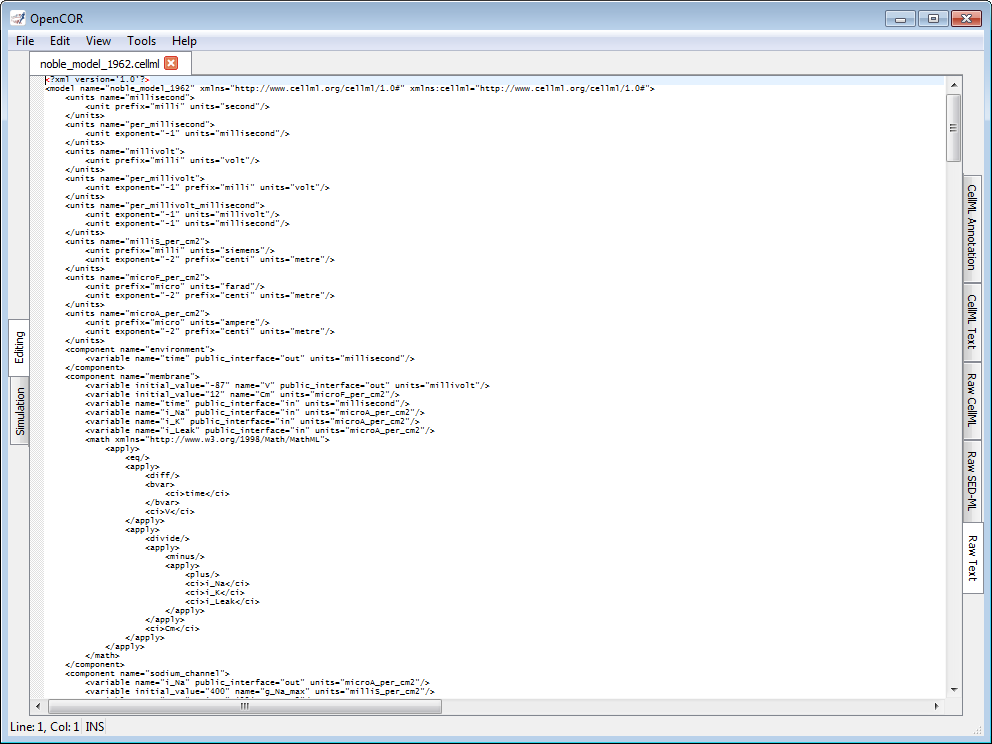 OpenCOR
File Edit View Tools Help
noble_model_1962.cellml
<?xml version='1.0'?>
<model name="noble_model_1962" xmlns="http://www.cellml.org/cellml/1.0#" xmlns:cellml="http://www.cellml.org/cellml/1.0#">
    <units name="millisecond">
        <unit prefix="milli" units="second"/>
    </units>
    <units name="per_millisecond">
        <unit exponent="-1" units="millisecond"/>
    </units>
    <units name="millivolt">
        <unit prefix="milli" units="volt"/>
    </units>
    <units name="per_millivolt">
        <unit exponent="-1" prefix="milli" units="volt"/>
    </units>
    <units name="per_millivolt_millisecond">
        <unit exponent="-1" units="millivolt"/>
        <unit exponent="-1" units="millisecond"/>
    </units>
    <units name="milliS_per_cm2">
        <unit prefix="milli" units="siemens"/>
        <unit exponent="-2" prefix="centi" units="metre"/>
    </units>
    <units name="microF_per_cm2">
        <unit prefix="micro" units="farad"/>
        <unit exponent="-2" prefix="centi" units="metre"/>
    </units>
    <units name="microA_per_cm2">
        <unit prefix="micro" units="ampere"/>
        <unit exponent="-2" prefix="centi" units="metre"/>
    </units>
    <component name="environment">
        <variable name="time" public_interface="out" units="millisecond"/>
    </component>
    <component name="membrane">
        <variable initial_value="-87" name="V" public_interface="out" units="millivolt"/>
        <variable initial_value="12" name="Cm" units="microF_per_cm2"/>
        <variable name="time" public_interface="in" units="millisecond"/>
        <variable name="i_Na" public_interface="in" units="microA_per_cm2"/>
        <variable name="i_K" public_interface="in" units="microA_per_cm2"/>
        <variable name="i_Leak" public_interface="in" units="microA_per_cm2"/>
        <math xmlns="http://www.w3.org/1998/Math/MathML">
            <apply>
                <eq/>
                <apply>
                    <diff/>
                    <bvar>
                        <ci>time</ci>
                    </bvar>
                    <ci>V</ci>
                </apply>
                <apply>
                    <divide/>
                    <apply>
                        <minus/>
                        <apply>
                            <plus/>
                            <ci>i_Na</ci>
                            <ci>i_K</ci>
                            <ci>i_Leak</ci>
                        </apply>
                    </apply>
                    <ci>Cm</ci>
                </apply>
            </apply>
        </math>
    </component>
    <component name="sodium_channel">
        <variable name="i_Na" public_interface="out" units="microA_per_cm2"/>
        <variable initial_value="400" name="g_Na_max" units="milliS_per_cm2"/>
Editing
Simulation
CellML Annotation
CellML Text
Raw CellML
Raw SED-ML
Raw Text
Line: 1, Col: 1 INS